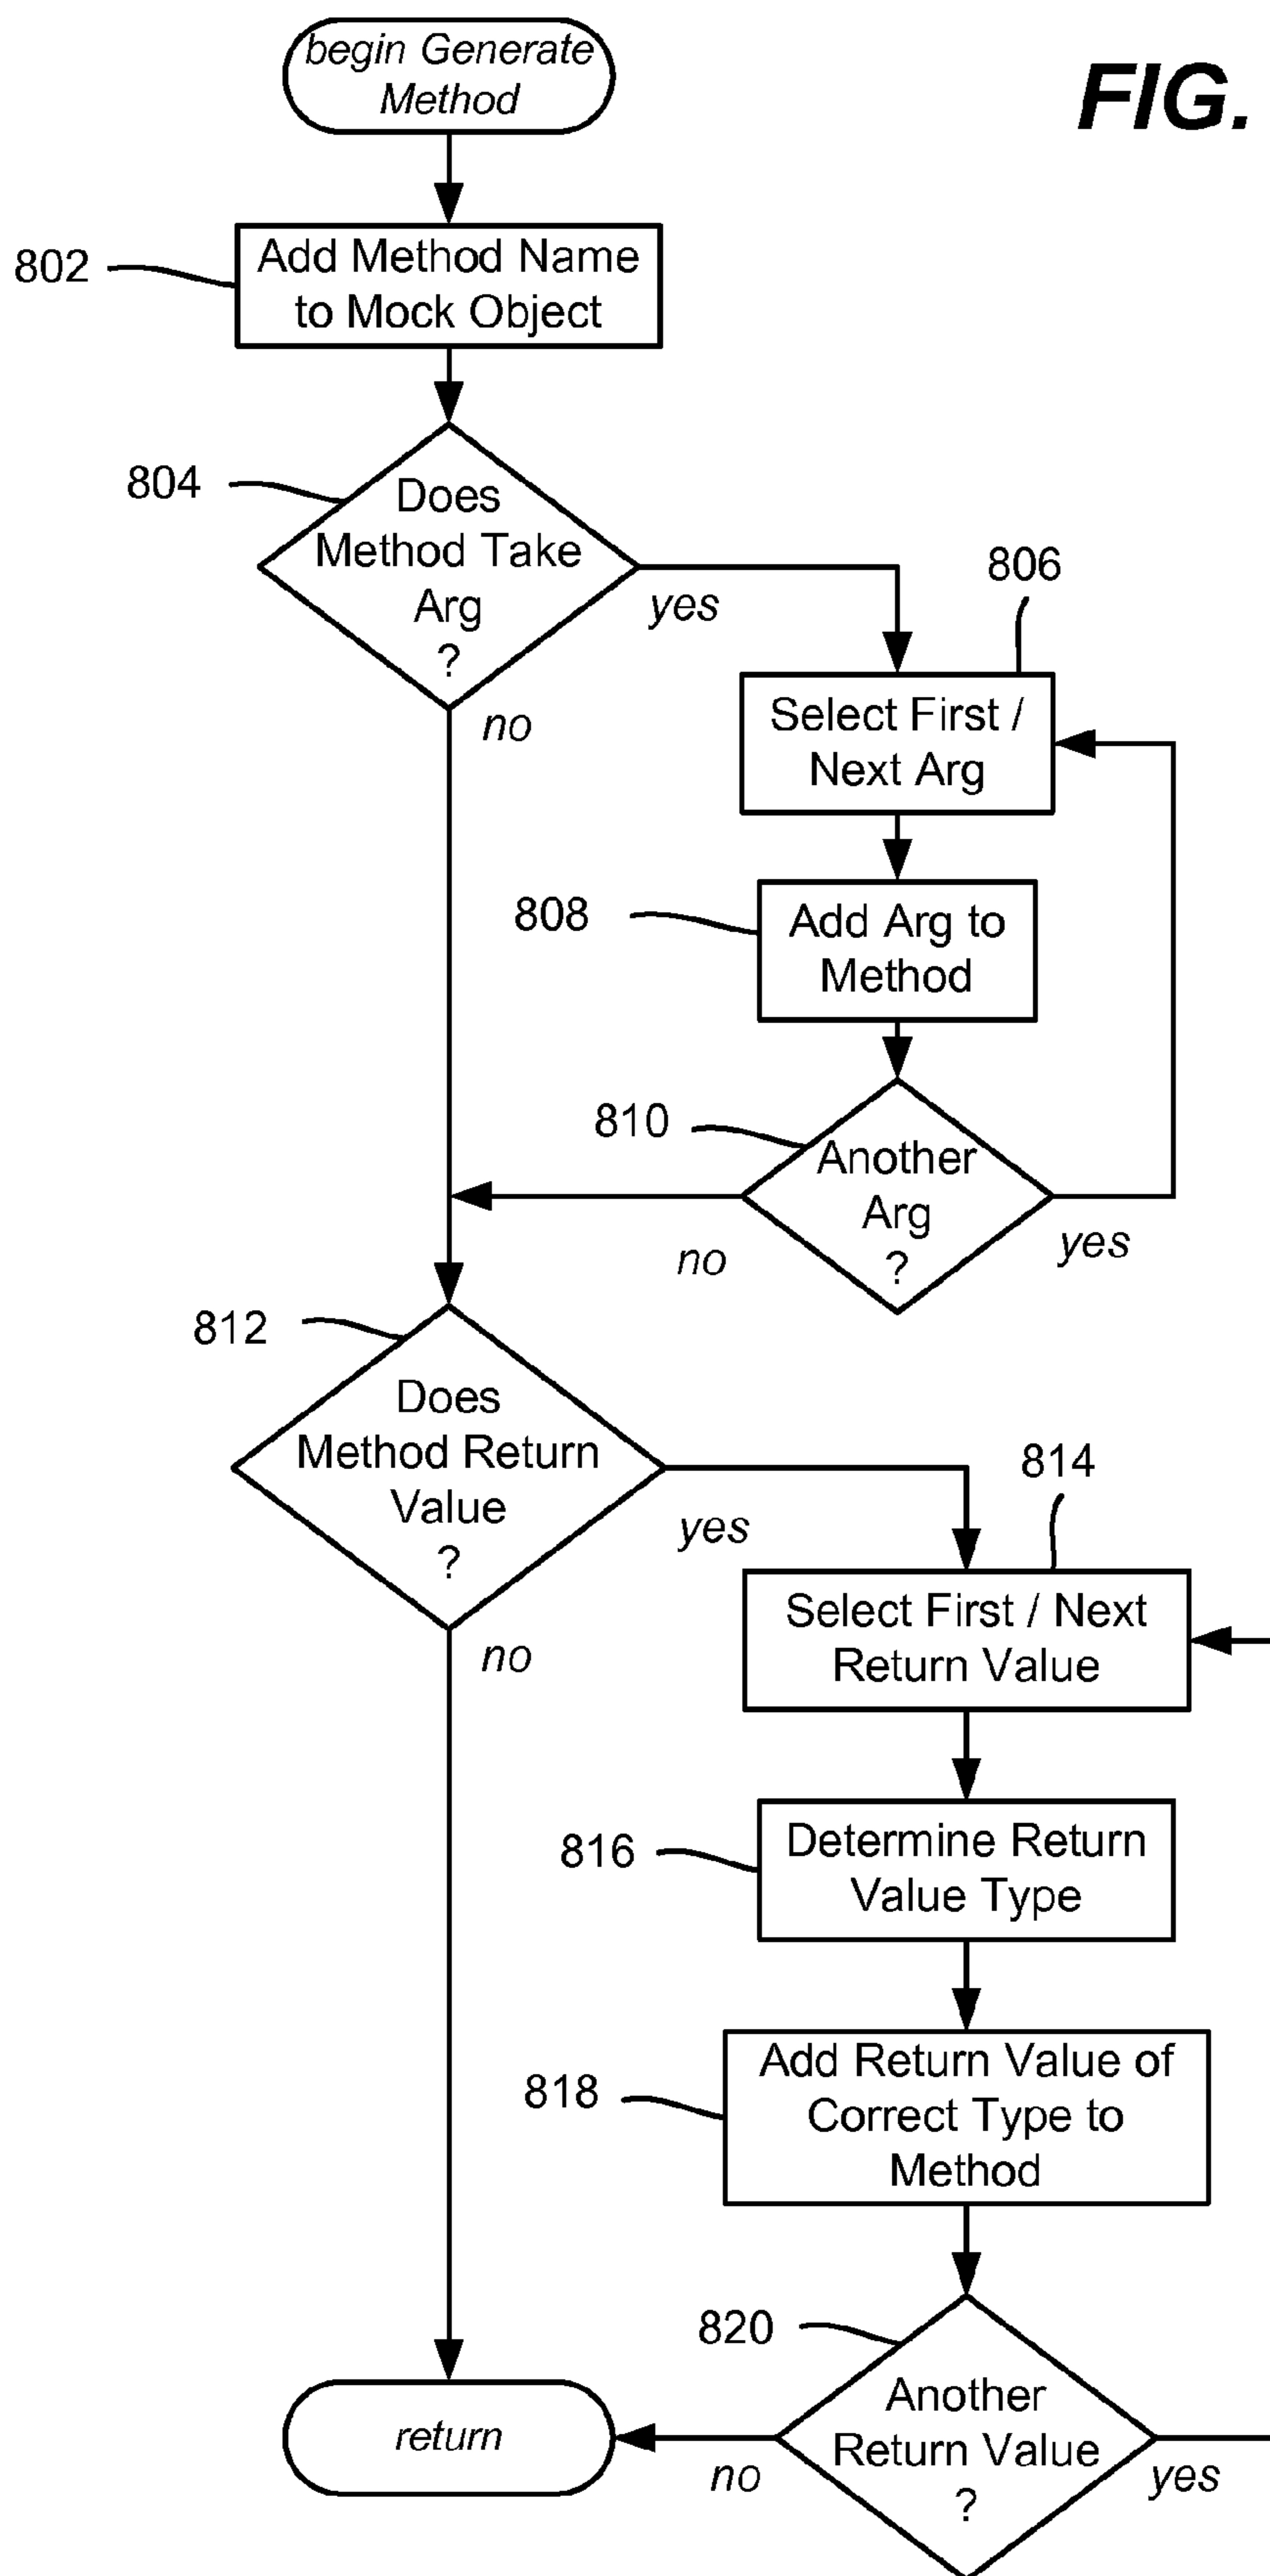 begin Generate
Method
FIG.
802
Add Method Name
to Mock Object
804
Does
Method Take
Arg
?
yes
no
806
Select First /
Next Arg
808
Add Arg to
Method
810
Another
Arg
?
no
yes
812
Does
Method Return
Value
?
yes
no
814
Select First / Next
Return Value
816
Determine Return
Value Type
818
Add Return Value of
Correct Type to
Method
820
Another
Return Value
?
no
yes
return